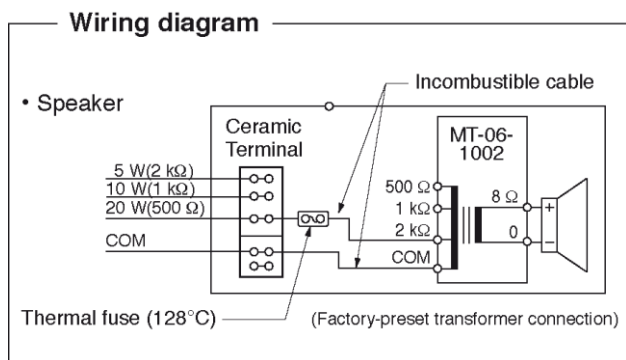 Wiring diagram
• Speaker
Incombustible cable
Ceramic
Terminal
MT-06-
1002
5 W(2 kΩ)
10 W(1 kΩ)
20 W(500 Ω)
COM
500 Ω
1 kΩ
2 kΩ
COM
8 Ω
0
+
−
Thermal fuse (128°C)
(Factory-preset transformer connection)